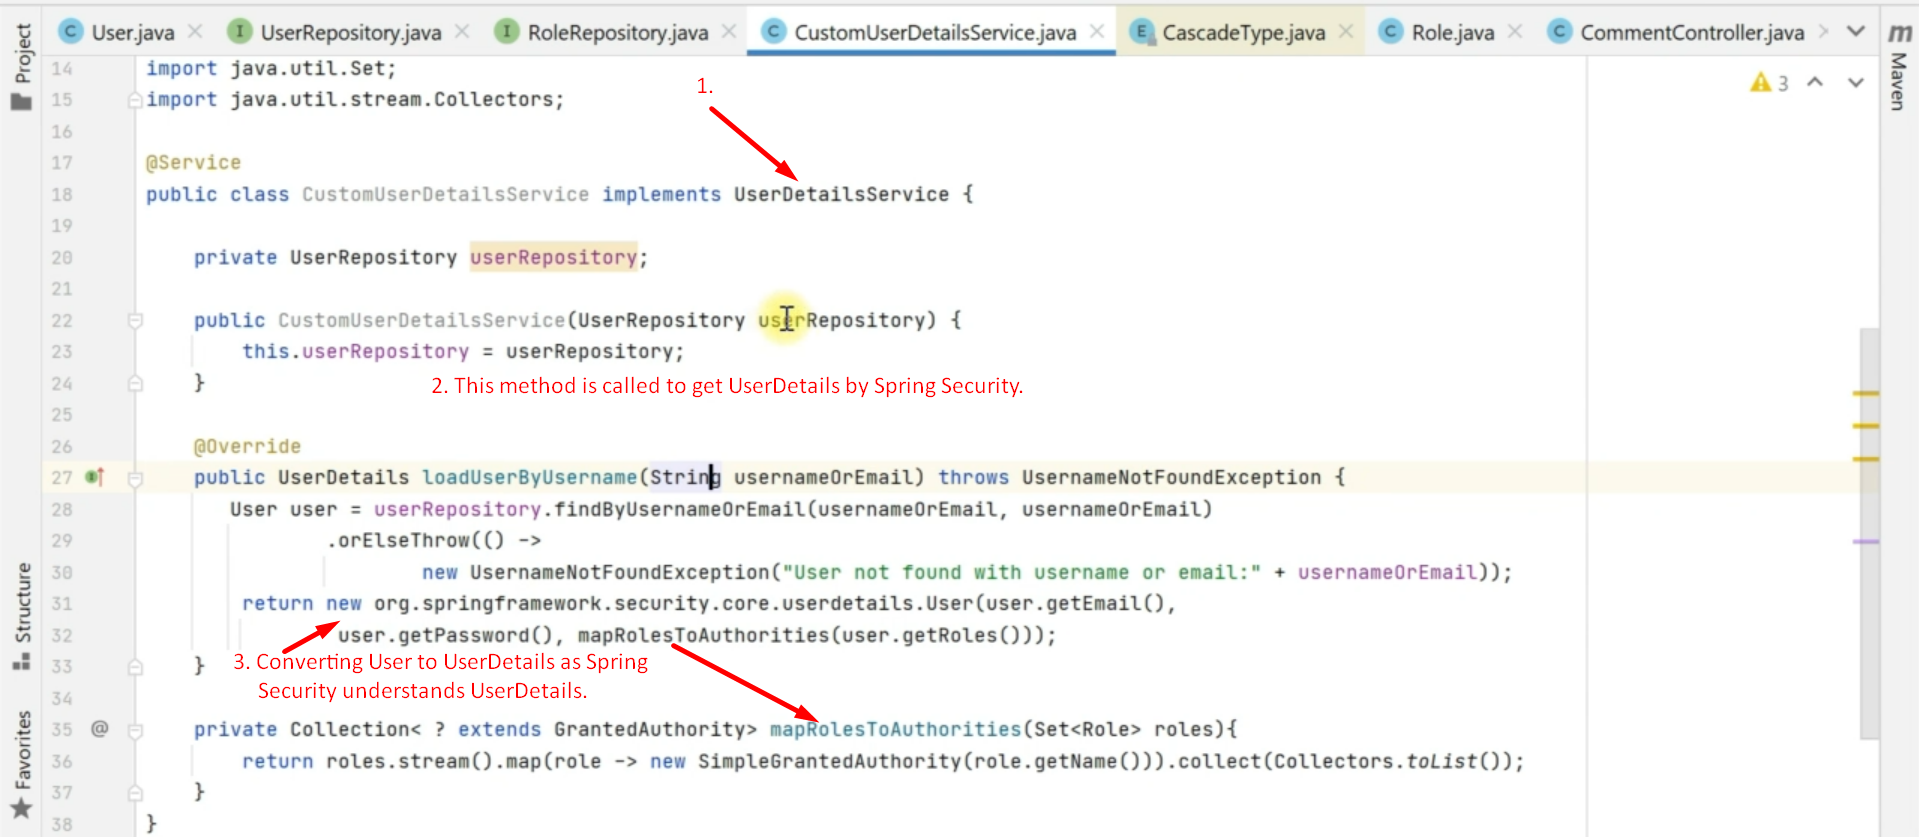 User.java UserRepository.java RoleRepository.java CustomUserDetailsService.java CascadeType.java Role.java CommentController.java
Project
Structure
Favorites
m
Maven
3
1.
14 import java.util.Set;
15 import java.util.stream.Collectors;
16
17 @Service
18 public class CustomUserDetailsService implements UserDetailsService {
19
20 private UserRepository userRepository;
21
22 public CustomUserDetailsService(UserRepository userRepository) {
23 this.userRepository = userRepository;
24 }
2. This method is called to get UserDetails by Spring Security.
25
26 @Override
27 public UserDetails loadUserByUsername(String usernameOrEmail) throws UsernameNotFoundException {
28 User user = userRepository.findByUsernameOrEmail(usernameOrEmail, usernameOrEmail)
29 .orElseThrow(() ->
30 new UsernameNotFoundException("User not found with username or email:" + usernameOrEmail));
31 return new org.springframework.security.core.userdetails.User(user.getEmail(),
32 user.getPassword(), mapRolesToAuthorities(user.getRoles()));
33 }
3. Converting User to UserDetails as Spring
Security understands UserDetails.
34
35 @ private Collection< ? extends GrantedAuthority> mapRolesToAuthorities(Set<Role> roles){
36 return roles.stream().map(role -> new SimpleGrantedAuthority(role.getName())).collect(Collectors.toList());
37 }
38 }